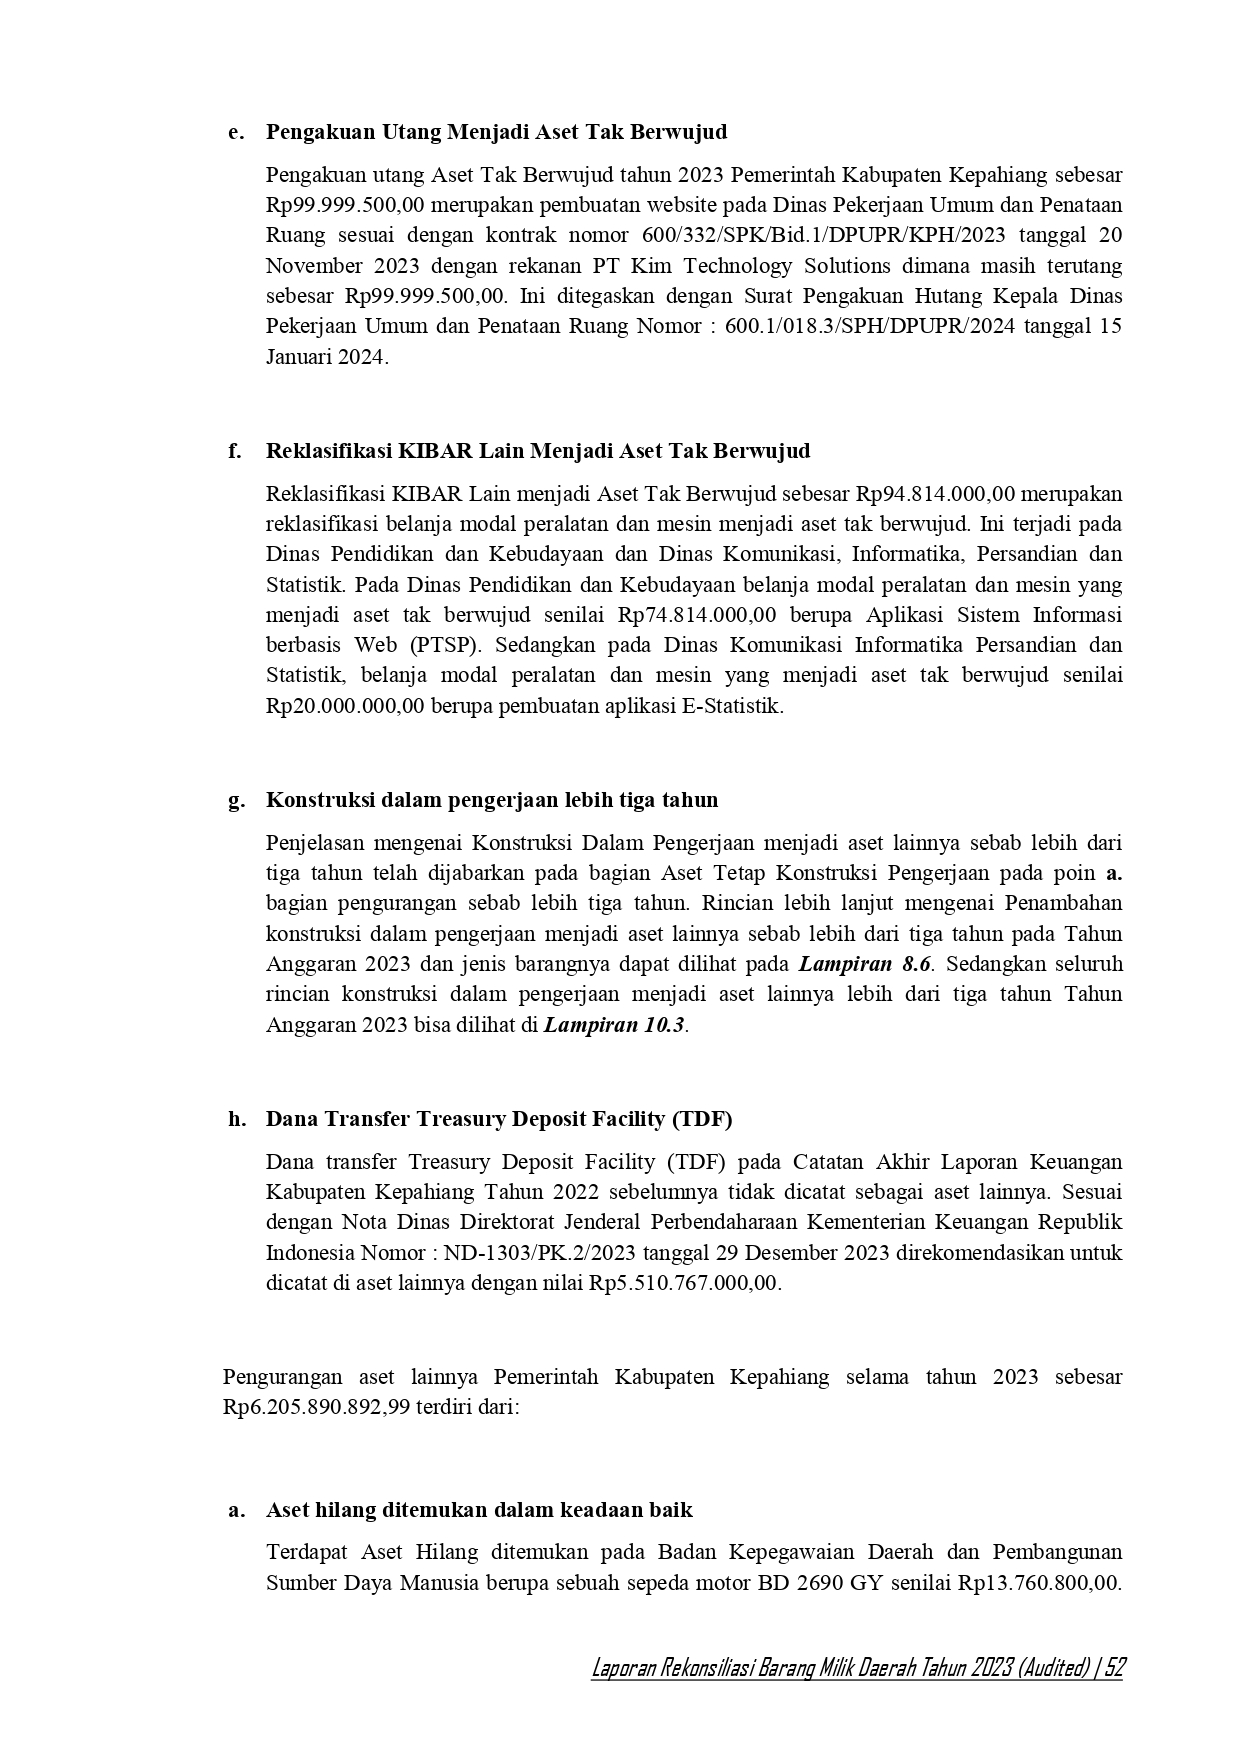 e. Pengakuan Utang Menjadi Aset Tak Berwujud
Pengakuan utang Aset Tak Berwujud tahun 2023 Pemerintah Kabupaten Kepahiang sebesar
Rp99.999.500,00 merupakan pembuatan website pada Dinas Pekerjaan Umum dan Penataan
Ruang sesuai dengan kontrak nomor 600/332/SPK/Bid.1/DPUPR/KPH/2023 tanggal 20
November 2023 dengan rekanan PT Kim Technology Solutions dimana masih terutang
sebesar Rp99.999.500,00. Ini ditegaskan dengan Surat Pengakuan Hutang Kepala Dinas
Pekerjaan Umum dan Penataan Ruang Nomor : 600.1/018.3/SPH/DPUPR/2024 tanggal 15
Januari 2024.
f. Reklasifikasi KIBAR Lain Menjadi Aset Tak Berwujud
Reklasifikasi KIBAR Lain menjadi Aset Tak Berwujud sebesar Rp94.814.000,00 merupakan
reklasifikasi belanja modal peralatan dan mesin menjadi aset tak berwujud. Ini terjadi pada
Dinas Pendidikan dan Kebudayaan dan Dinas Komunikasi, Informatika, Persandian dan
Statistik. Pada Dinas Pendidikan dan Kebudayaan belanja modal peralatan dan mesin yang
menjadi aset tak berwujud senilai Rp74.814.000,00 berupa Aplikasi Sistem Informasi
berbasis Web (PTSP). Sedangkan pada Dinas Komunikasi Informatika Persandian dan
Statistik, belanja modal peralatan dan mesin yang menjadi aset tak berwujud senilai
Rp20.000.000,00 berupa pembuatan aplikasi E-Statistik.
g. Konstruksi dalam pengerjaan lebih tiga tahun
Penjelasan mengenai Konstruksi Dalam Pengerjaan menjadi aset lainnya sebab lebih dari
tiga tahun telah dijabarkan pada bagian Aset Tetap Konstruksi Pengerjaan pada poin a.
bagian pengurangan sebab lebih tiga tahun. Rincian lebih lanjut mengenai Penambahan
konstruksi dalam pengerjaan menjadi aset lainnya sebab lebih dari tiga tahun pada Tahun
Anggaran 2023 dan jenis barangnya dapat dilihat pada Lampiran 8.6. Sedangkan seluruh
rincian konstruksi dalam pengerjaan menjadi aset lainnya lebih dari tiga tahun Tahun
Anggaran 2023 bisa dilihat di Lampiran 10.3.
h. Dana Transfer Treasury Deposit Facility (TDF)
Dana transfer Treasury Deposit Facility (TDF) pada Catatan Akhir Laporan Keuangan
Kabupaten Kepahiang Tahun 2022 sebelumnya tidak dicatat sebagai aset lainnya. Sesuai
dengan Nota Dinas Direktorat Jenderal Perbendaharaan Kementerian Keuangan Republik
Indonesia Nomor : ND-1303/PK.2/2023 tanggal 29 Desember 2023 direkomendasikan untuk
dicatat di aset lainnya dengan nilai Rp5.510.767.000,00.
Pengurangan aset lainnya Pemerintah Kabupaten Kepahiang selama tahun 2023 sebesar
Rp6.205.890.892,99 terdiri dari:
a. Aset hilang ditemukan dalam keadaan baik
Terdapat Aset Hilang ditemukan pada Badan Kepegawaian Daerah dan Pembangunan
Sumber Daya Manusia berupa sebuah sepeda motor BD 2690 GY senilai Rp13.760.800,00.
Laporan Rekonsiliasi Barang Milik Daerah Tahun 2023 (Audited) | 52